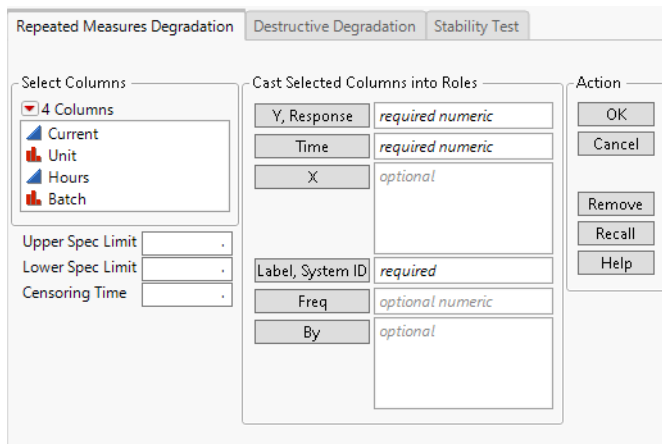 Repeated Measures Degradation
Destructive Degradation
Stability Test
Select Columns
4 Columns
Current
Unit
Hours
Batch
Upper Spec Limit .
Lower Spec Limit .
Censoring Time .
Cast Selected Columns into Roles
Y, Response required numeric
Time required numeric
X optional
Label, System ID required
Freq optional numeric
By optional
Action
OK
Cancel
Remove
Recall
Help